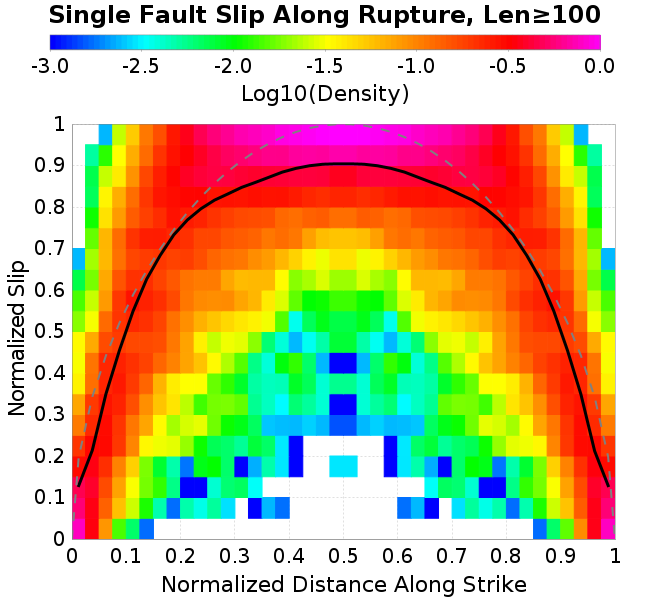 Single Fault Slip Along Rupture, Len≥100
-3.0 -2.5 -2.0 -1.5 -1.0 -0.5 0.0
Log10(Density)
1
0.9
0.8
0.7
0.6
0.5
0.4
0.3
0.2
0.1
0
Normalized Slip
0 0.1 0.2 0.3 0.4 0.5 0.6 0.7 0.8 0.9 1
Normalized Distance Along Strike